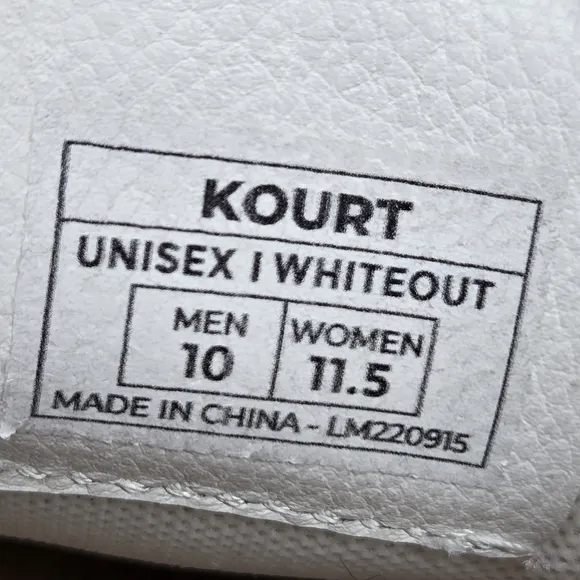 KOURT
UNISEX | WHITEOUT
MEN WOMEN
10 11.5
MADE IN CHINA - LM220915